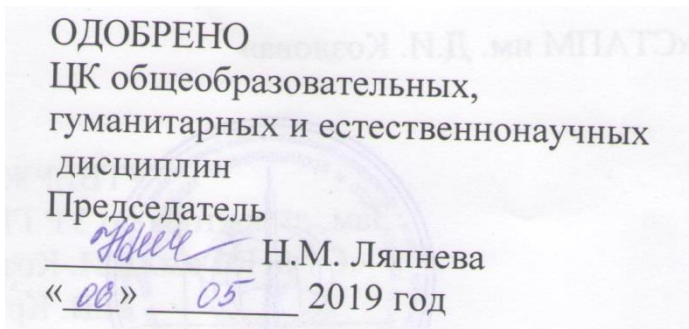 ОДОБРЕНО
ЦК общеобразовательных,
гуманитарных и естественнонаучных
дисциплин
Председатель
Н.М. Ляпнева
« 08 » 05 2019 год